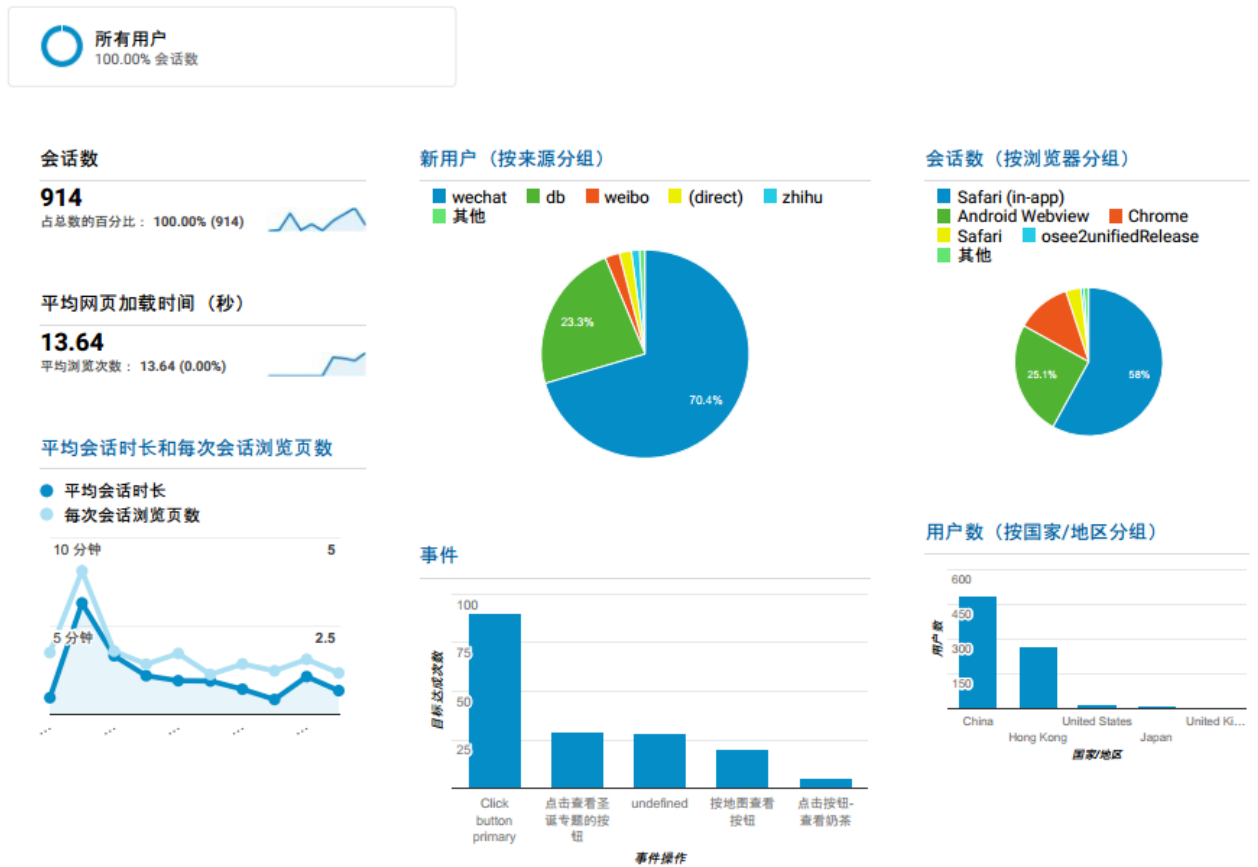 所有用户
100.00% 会话数
会话数
914
占总数的百分比： 100.00% (914)
平均网页加载时间（秒）
13.64
平均浏览次数： 13.64 (0.00%)
平均会话时长和每次会话浏览页数
平均会话时长
每次会话浏览页数
10 分钟
5
5 分钟
2.5
…
…
…
…
…
新用户（按来源分组）
wechat
db
weibo
(direct)
zhihu
其他
23.3%
70.4%
事件
目标达成次数
100
75
50
25
Click button primary
点击查看圣诞专题的按钮
undefined
按地图查看按钮
点击按钮-查看奶茶
事件操作
会话数（按浏览器分组）
Safari (in-app)
Android Webview
Chrome
Safari
osee2unifiedRelease
其他
25.1%
58%
用户数（按国家/地区分组）
用户数
600
450
300
150
China
Hong Kong
United States
Japan
United Ki...
国家/地区